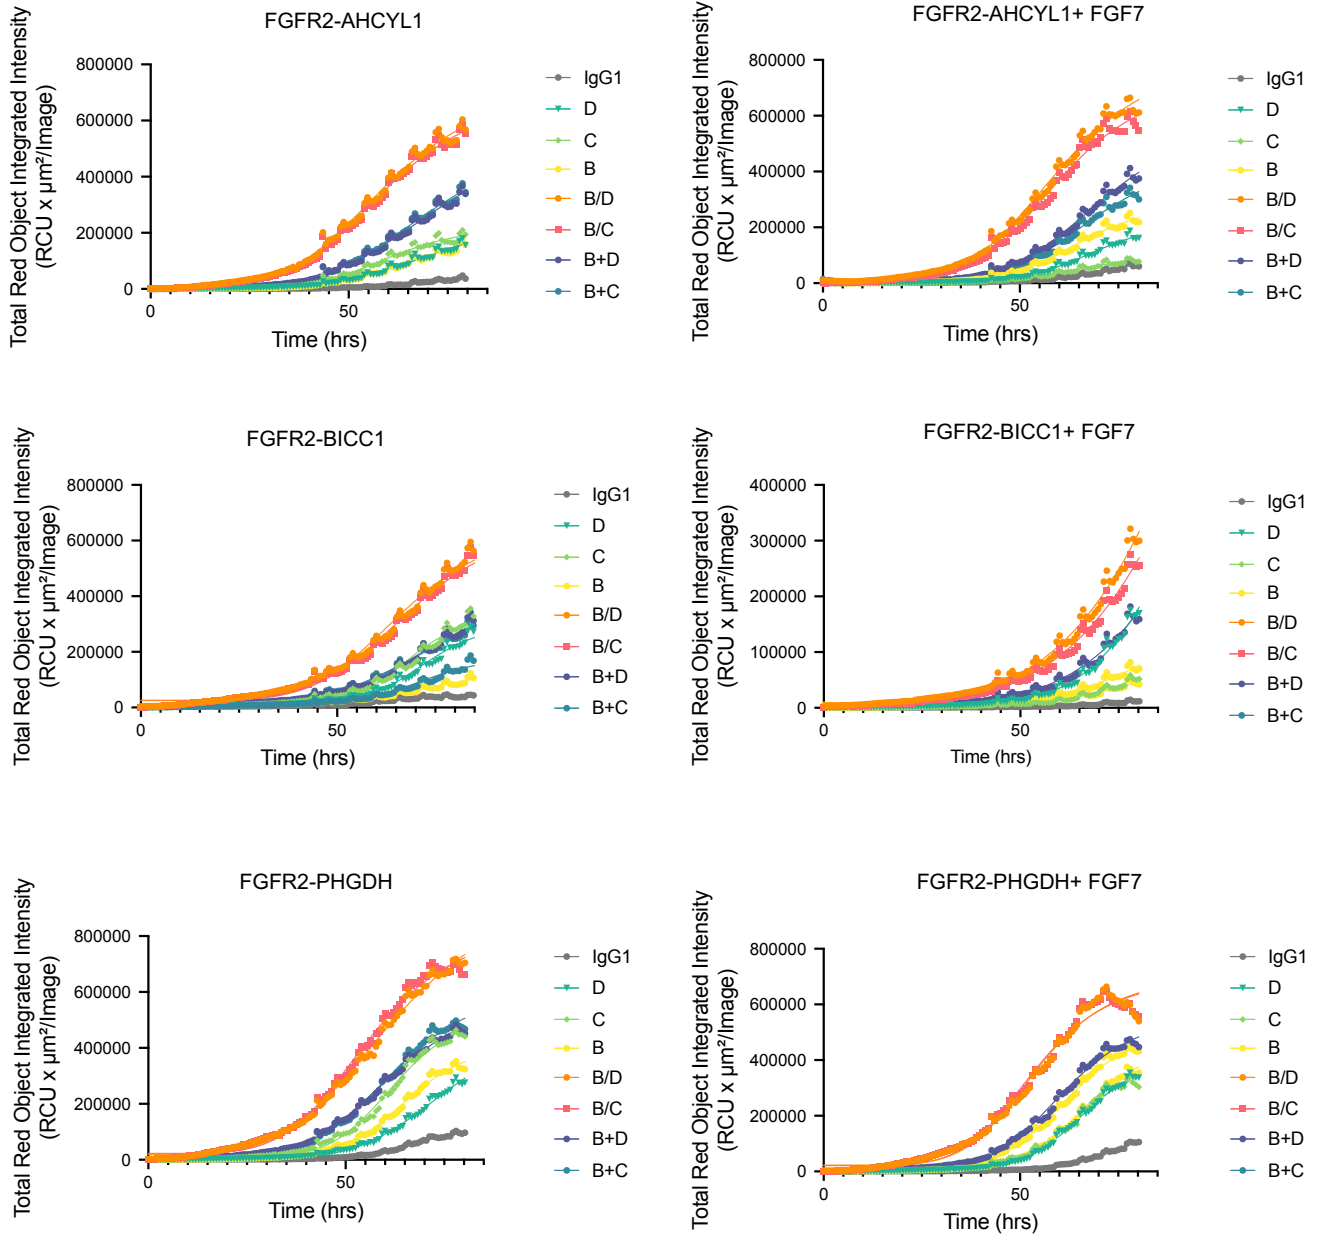 FGFR2-AHCYL1
Total Red Object Integrated Intensity
(RCU x µm²/Image)
800000
600000
400000
200000
0
0
50
Time (hrs)
IgG1
D
C
B
B/D
B/C
B+D
B+C
FGFR2-AHCYL1+ FGF7
Total Red Object Integrated Intensity
(RCU x µm²/Image)
800000
600000
400000
200000
0
0
50
Time (hrs)
IgG1
D
C
B
B/D
B/C
B+D
B+C
FGFR2-BICC1
Total Red Object Integrated Intensity
(RCU x µm²/Image)
800000
600000
400000
200000
0
0
50
Time (hrs)
IgG1
D
C
B
B/D
B/C
B+D
B+C
FGFR2-BICC1+ FGF7
Total Red Object Integrated Intensity
(RCU x µm²/Image)
400000
300000
200000
100000
0
0
50
Time (hrs)
IgG1
D
C
B
B/D
B/C
B+D
B+C
FGFR2-PHGDH
Total Red Object Integrated Intensity
(RCU x µm²/Image)
800000
600000
400000
200000
0
0
50
Time (hrs)
IgG1
D
C
B
B/D
B/C
B+D
B+C
FGFR2-PHGDH+ FGF7
Total Red Object Integrated Intensity
(RCU x µm²/Image)
800000
600000
400000
200000
0
0
50
Time (hrs)
IgG1
D
C
B
B/D
B/C
B+D
B+C